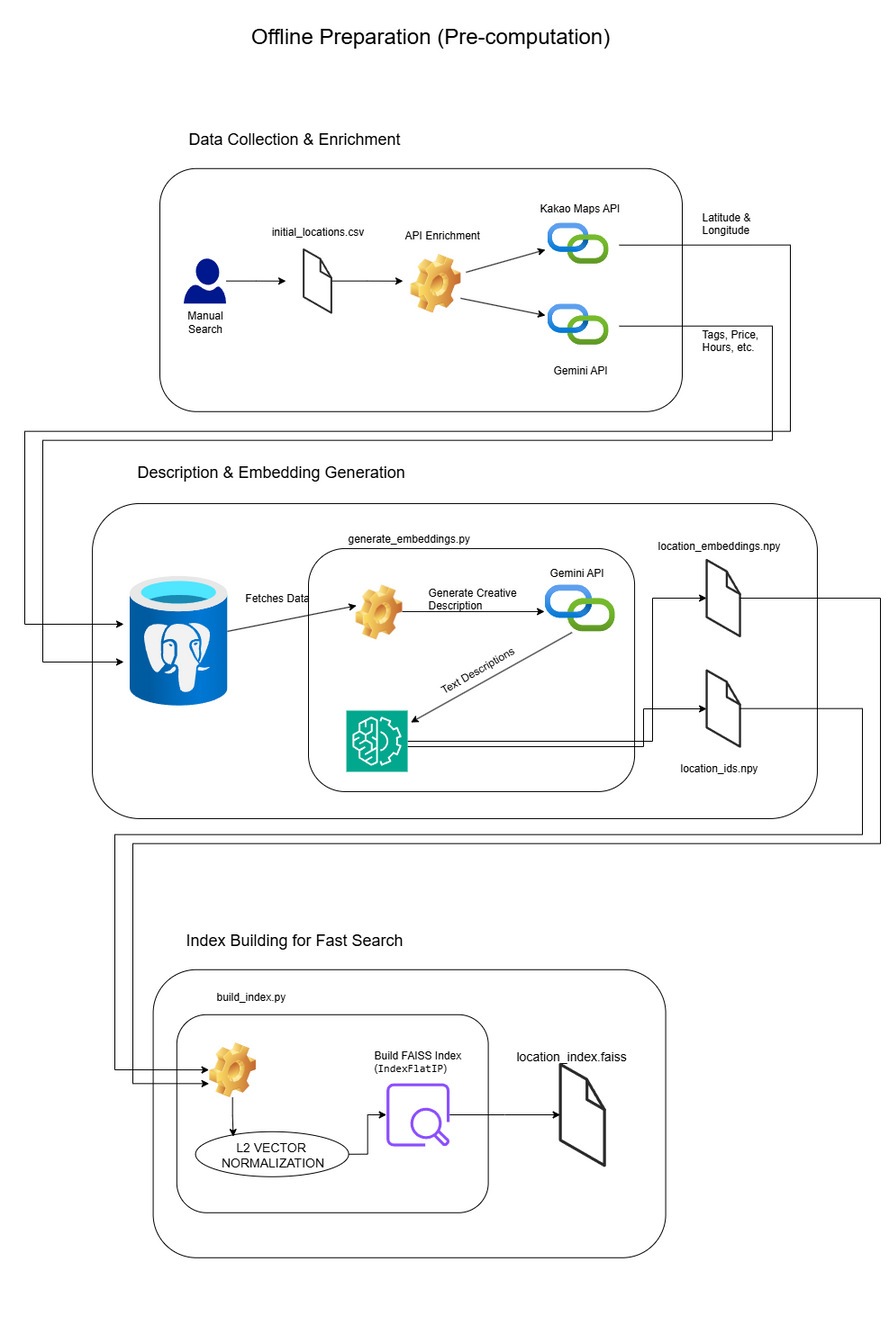 Offline Preparation (Pre-computation)
Data Collection & Enrichment
Kakao Maps API
Latitude &
Longitude
initial_locations.csv
API Enrichment
Manual
Search
Tags, Price,
Hours, etc.
Gemini API
Description & Embedding Generation
generate_embeddings.py
location_embeddings.npy
Gemini API
Fetches Data
Generate Creative
Description
Text Descriptions
location_ids.npy
Index Building for Fast Search
build_index.py
Build FAISS Index
(IndexFlatIP)
location_index.faiss
L2 VECTOR
NORMALIZATION